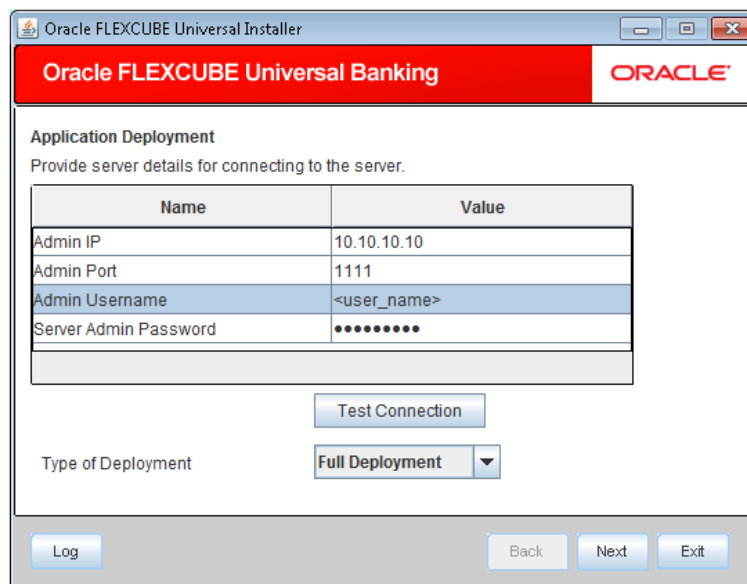 Oracle FLEXCUBE Universal Installer
Oracle FLEXCUBE Universal Banking
ORACLE
Application Deployment
Provide server details for connecting to the server.
Name Value
Admin IP 10.10.10.10
Admin Port 1111
Admin Username <user_name>
Server Admin Password •••••••••
Test Connection
Type of Deployment Full Deployment
Log Back Next Exit